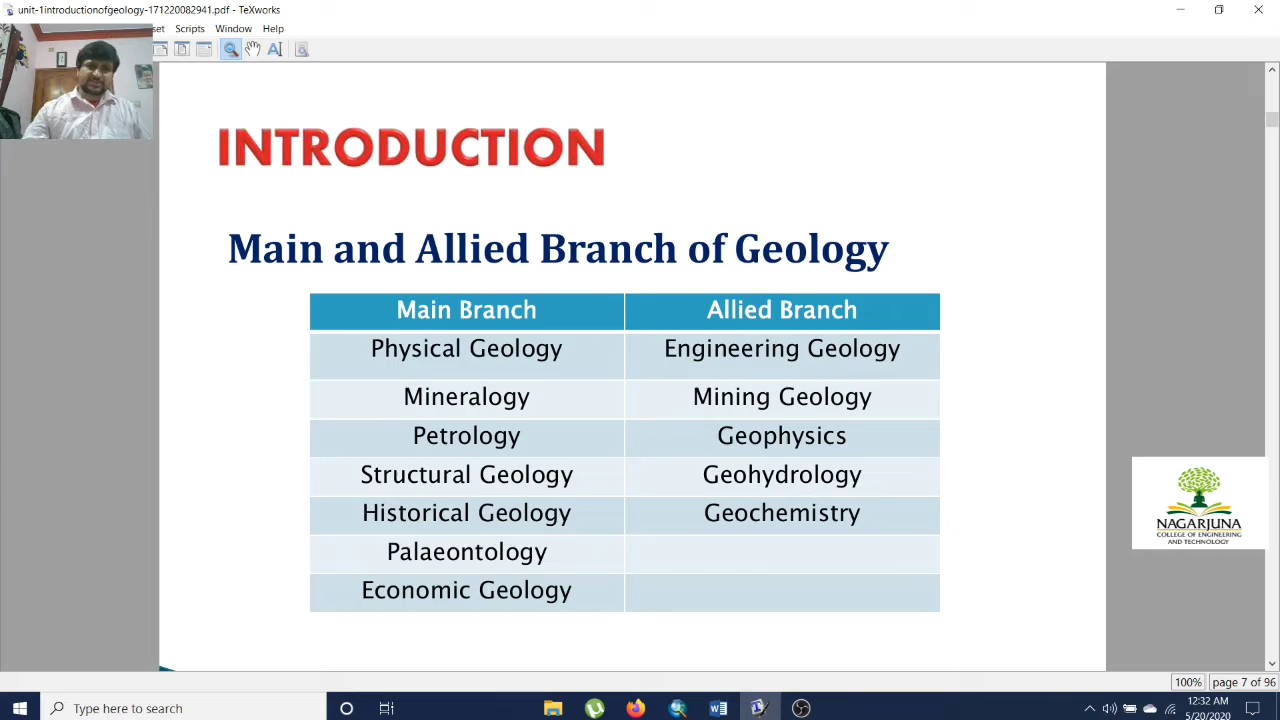 unit-1introductionofgeology-171220082941.pdf - TeXworks
set Scripts Window Help
INTRODUCTION
Main and Allied Branch of Geology
Main Branch Allied Branch
Physical Geology Engineering Geology
Mineralogy Mining Geology
Petrology Geophysics
Structural Geology Geohydrology
Historical Geology Geochemistry
Palaeontology
Economic Geology
NAGARJUNA
COLLEGE OF ENGINEERING
AND TECHNOLOGY
100% page 7 of 96
Type here to search
12:32 AM
5/20/2020